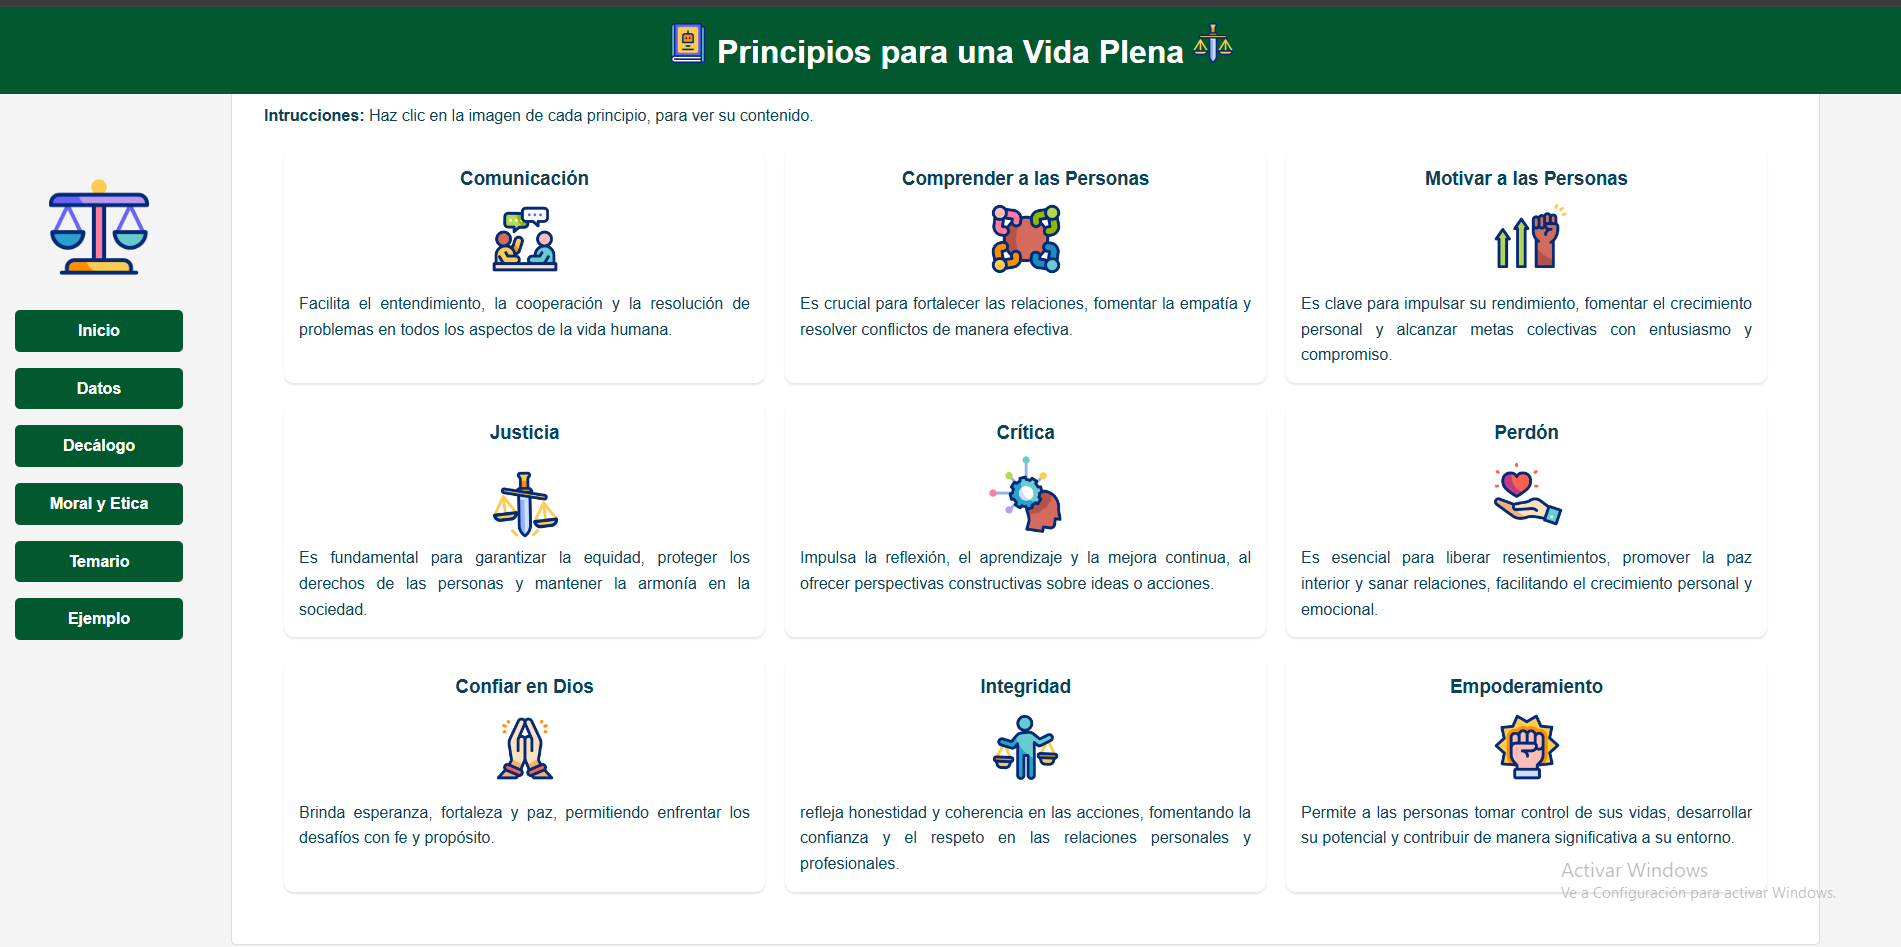 Principios para una Vida Plena
Intrucciones: Haz clic en la imagen de cada principio, para ver su contenido.
Inicio
Datos
Decálogo
Moral y Etica
Temario
Ejemplo
Comunicación
Facilita el entendimiento, la cooperación y la resolución de
problemas en todos los aspectos de la vida humana.
Comprender a las Personas
Es crucial para fortalecer las relaciones, fomentar la empatía y
resolver conflictos de manera efectiva.
Motivar a las Personas
Es clave para impulsar su rendimiento, fomentar el crecimiento
personal y alcanzar metas colectivas con entusiasmo y
compromiso.
Justicia
Es fundamental para garantizar la equidad, proteger los
derechos de las personas y mantener la armonía en la
sociedad.
Crítica
Impulsa la reflexión, el aprendizaje y la mejora continua, al
ofrecer perspectivas constructivas sobre ideas o acciones.
Perdón
Es esencial para liberar resentimientos, promover la paz
interior y sanar relaciones, facilitando el crecimiento personal y
emocional.
Confiar en Dios
Brinda esperanza, fortaleza y paz, permitiendo enfrentar los
desafíos con fe y propósito.
Integridad
refleja honestidad y coherencia en las acciones, fomentando la
confianza y el respeto en las relaciones personales y
profesionales.
Empoderamiento
Permite a las personas tomar control de sus vidas, desarrollar
su potencial y contribuir de manera significativa a su entorno.
Activar Windows
Ve a Configuración para activar Windows.